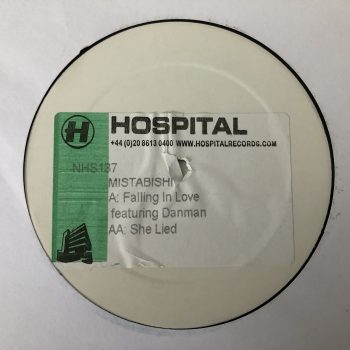 H HOSPITAL
+44 (0)20 8613 0400 WWW.HOSPITALRECORDS.COM
NHS137
MISTABISHI
A: Falling In Love
featuring Danman
AA: She Lied